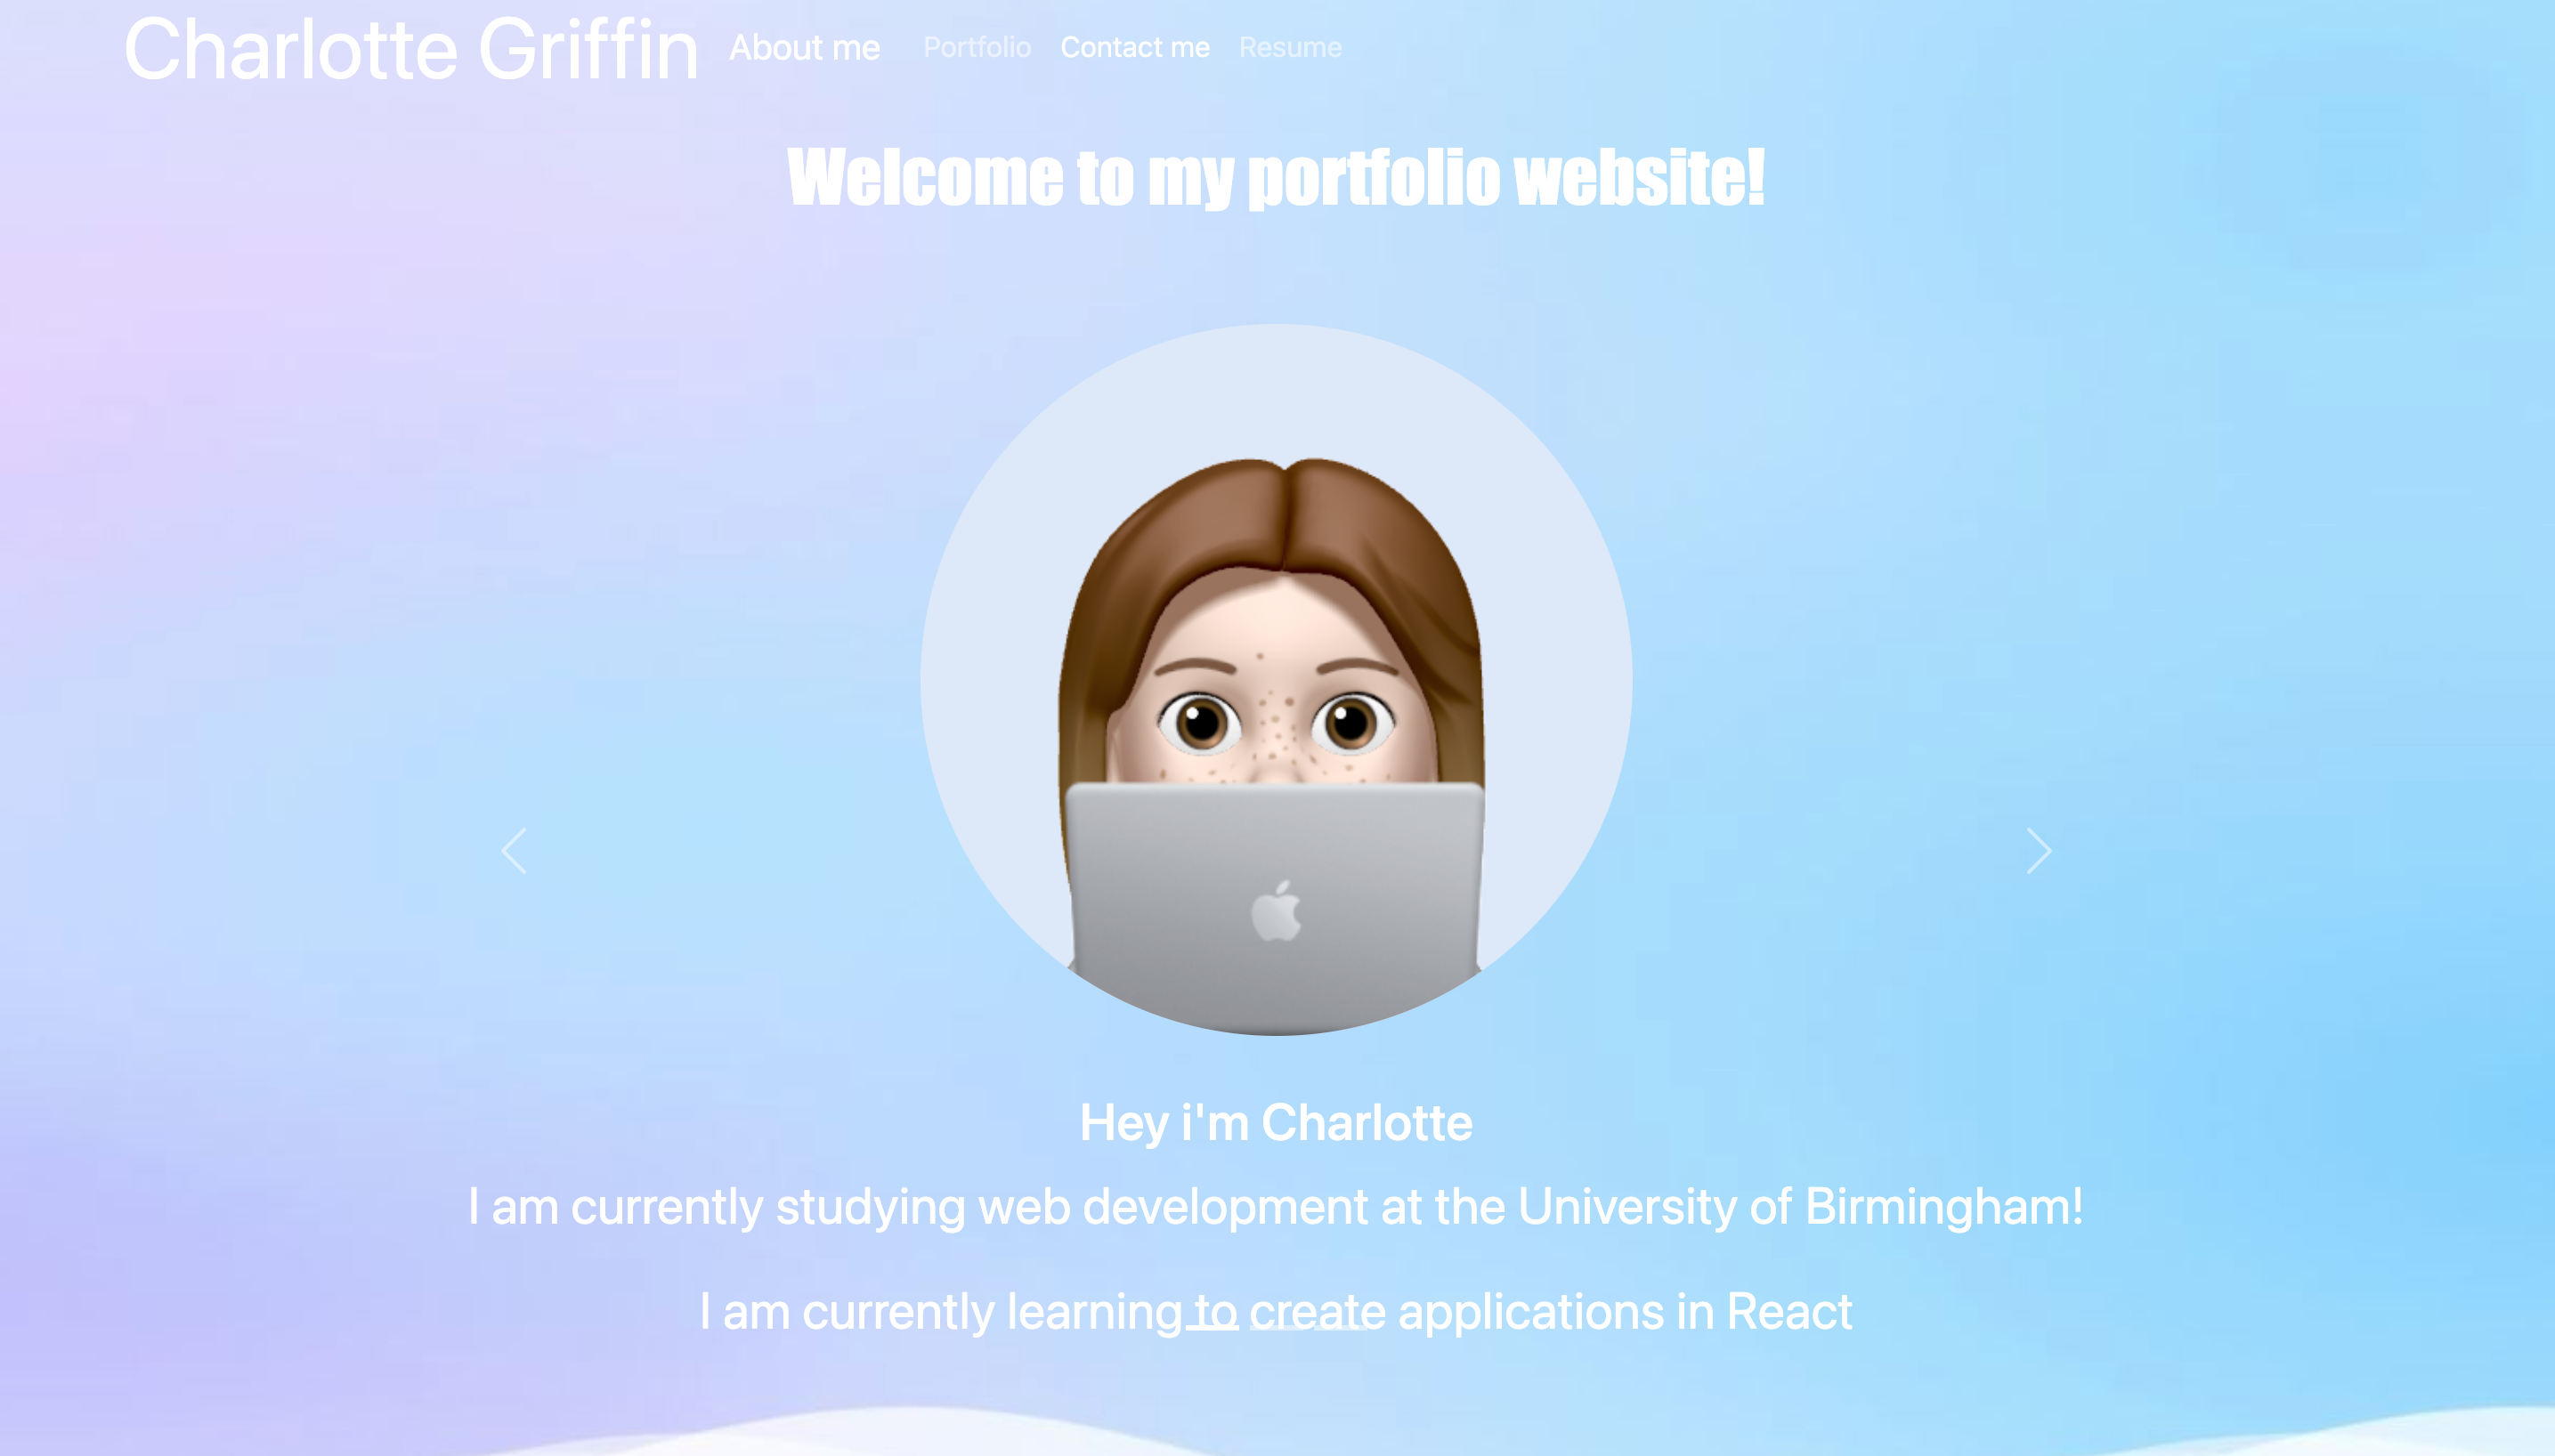 Charlotte Griffin About me Portfolio Contact me Resume
Welcome to my portfolio website!
Hey i'm Charlotte
I am currently studying web development at the University of Birmingham!
I am currently learning to create applications in React